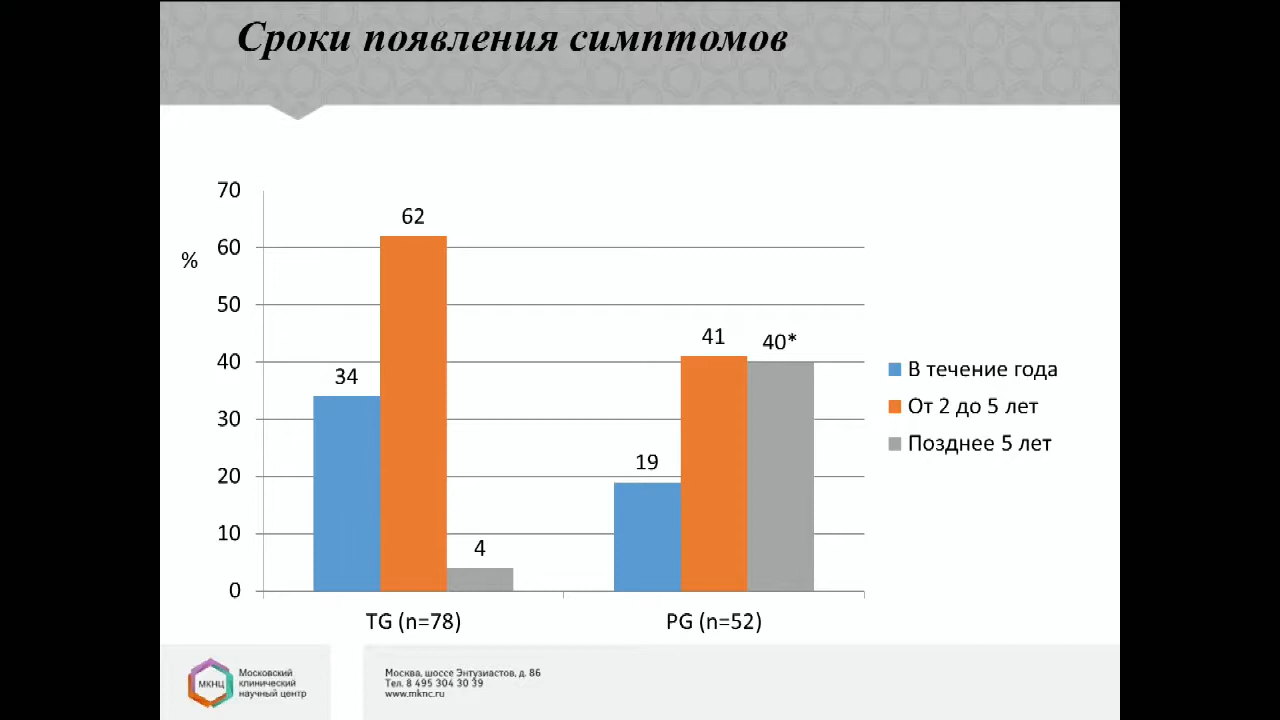 Сроки появления симптомов
%
70
60
50
40
30
20
10
0
34
62
4
19
41
40*
TG (n=78)
PG (n=52)
В течение года
От 2 до 5 лет
Позднее 5 лет
МКНЦ
Московский
клинический
научный центр
Москва, шоссе Энтузиастов, д. 86
Тел. 8 495 304 30 39
www.mknc.ru